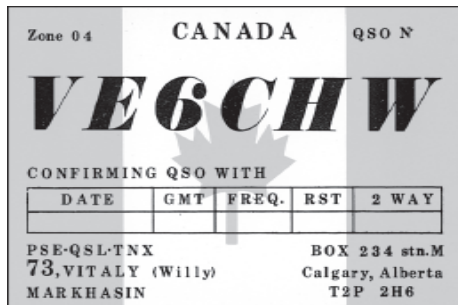 Zone 04 CANADA QSO Nº
VE6CHW
CONFIRMING QSO WITH
DATE GMT FREQ. RST 2 WAY
PSE-QSL-TNX BOX 234 stn.M
73, VITALY (Willy) Calgary, Alberta
MARKHASIN T2P 2H6